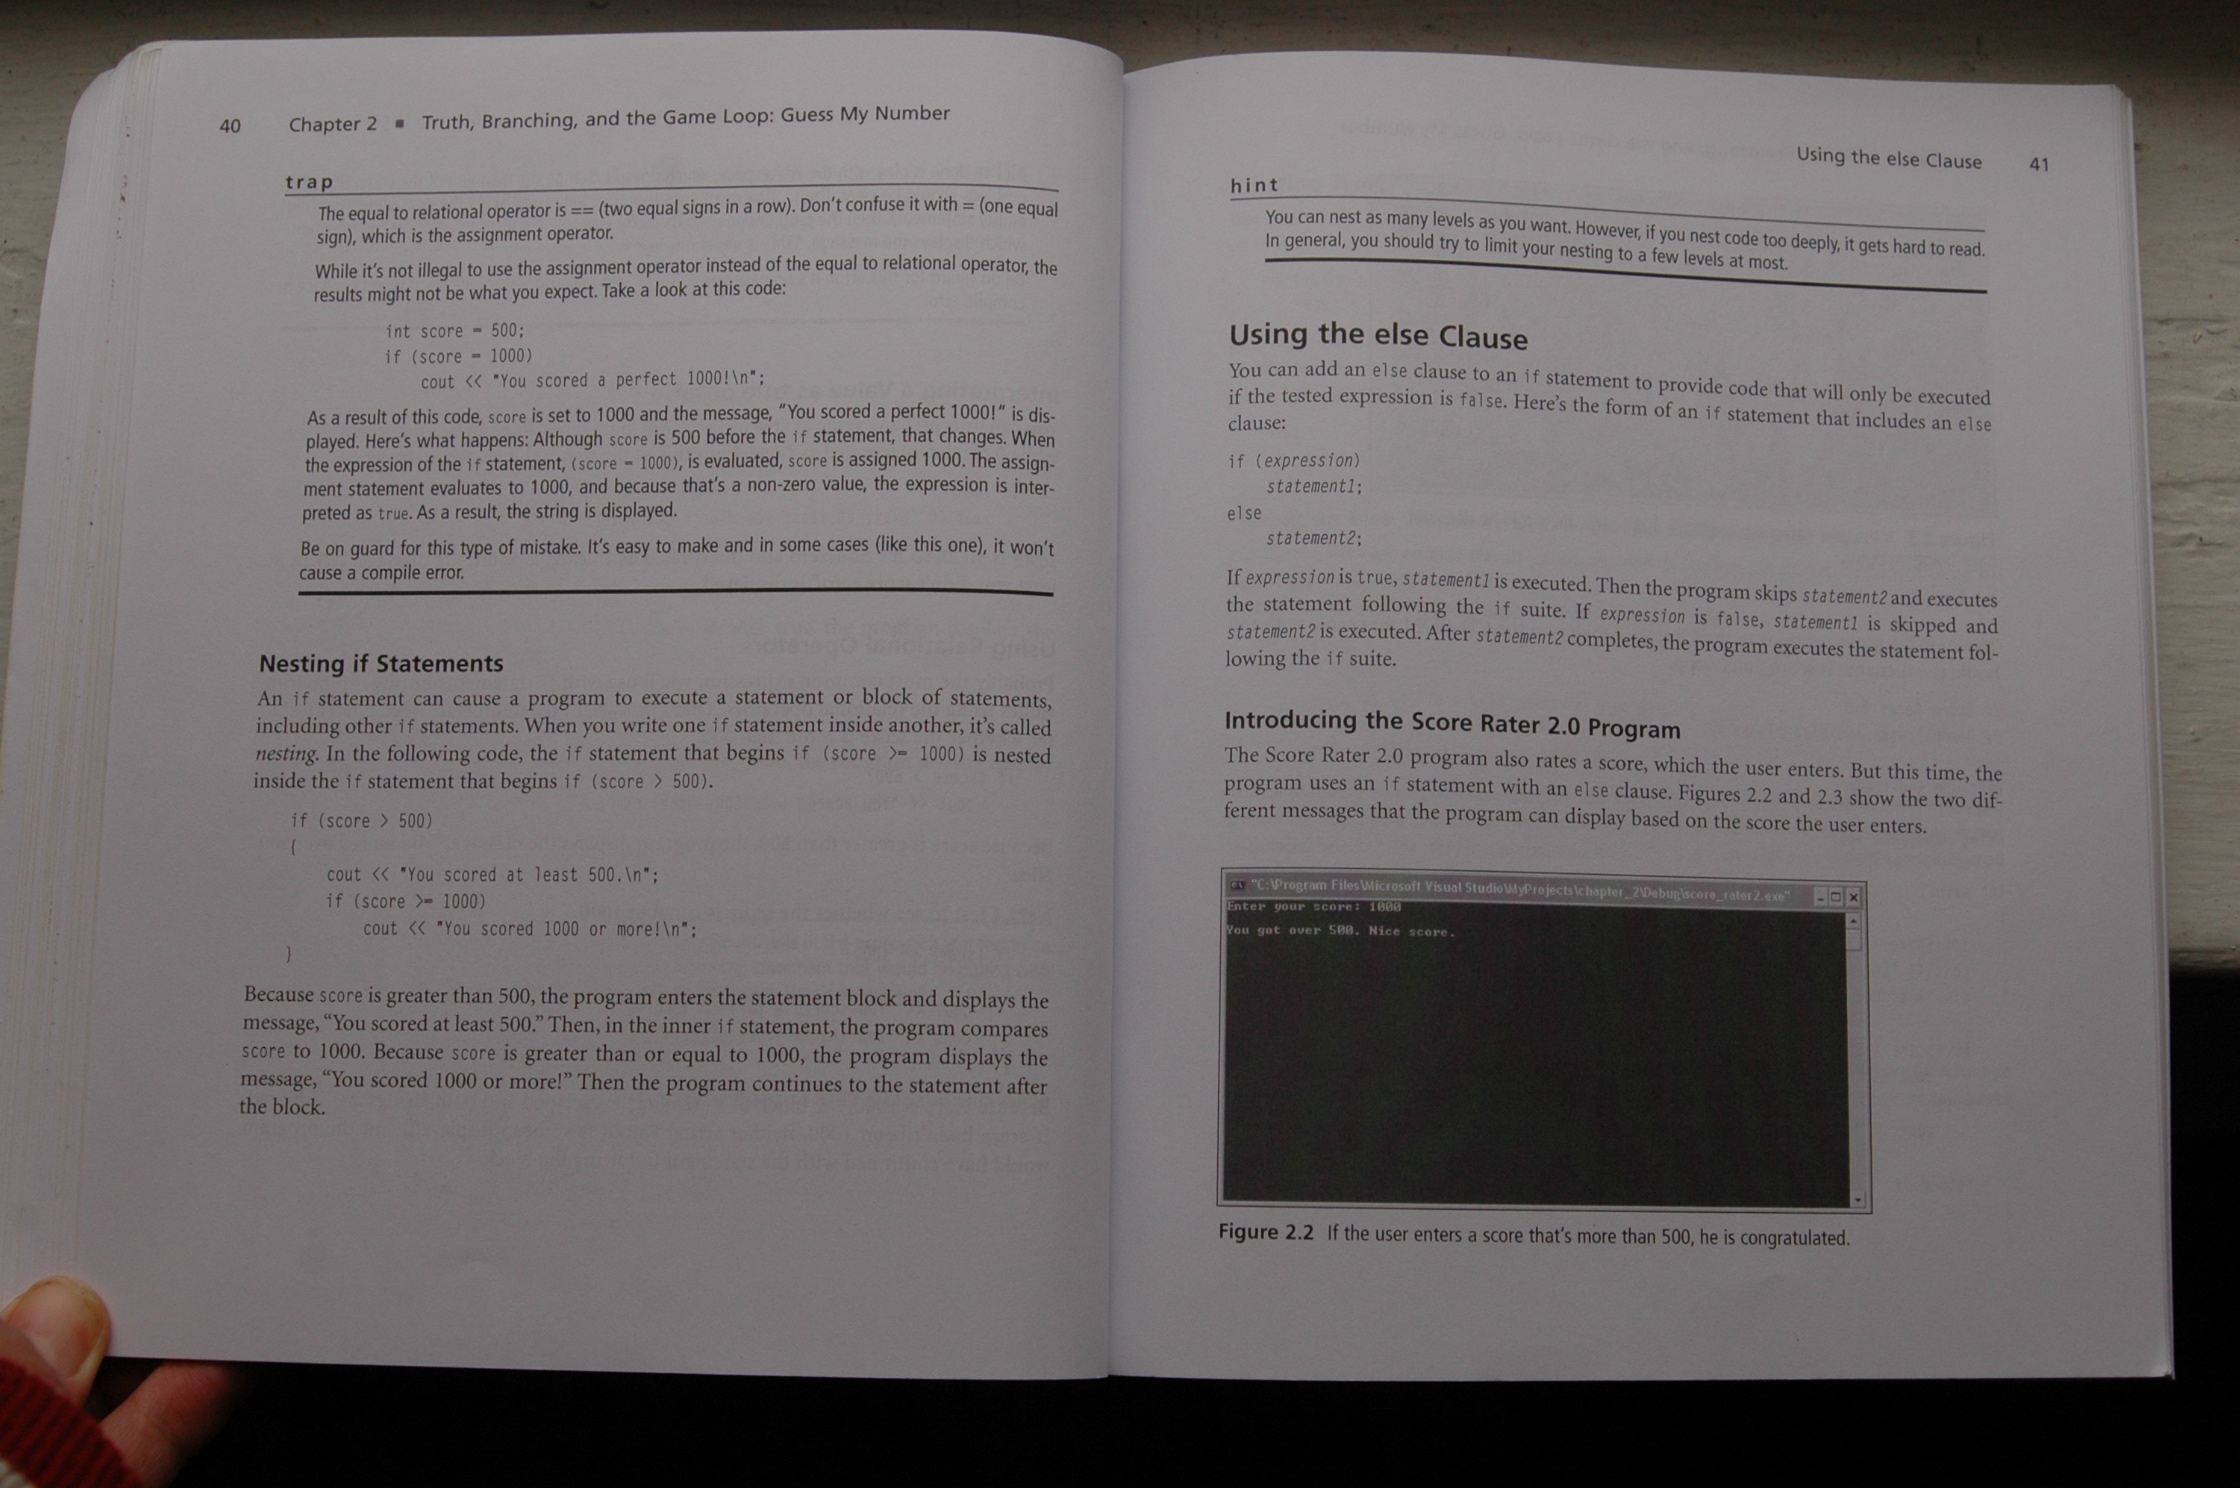 40 Chapter 2 ■ Truth, Branching, and the Game Loop: Guess My Number
trap
The equal to relational operator is == (two equal signs in a row). Don't confuse it with = (one equal
sign), which is the assignment operator.
While it's not illegal to use the assignment operator instead of the equal to relational operator, the
results might not be what you expect. Take a look at this code:
int score = 500;
if (score = 1000)
cout << "You scored a perfect 1000!\n";
As a result of this code, score is set to 1000 and the message, "You scored a perfect 1000!" is dis-
played. Here's what happens: Although score is 500 before the if statement, that changes. When
the expression of the if statement, (score = 1000), is evaluated, score is assigned 1000. The assign-
ment statement evaluates to 1000, and because that's a non-zero value, the expression is inter-
preted as true. As a result, the string is displayed.
Be on guard for this type of mistake. It's easy to make and in some cases (like this one), it won't
cause a compile error.
Nesting if Statements
An if statement can cause a program to execute a statement or block of statements,
including other if statements. When you write one if statement inside another, it's called
nesting. In the following code, the if statement that begins if (score >= 1000) is nested
inside the if statement that begins if (score > 500).
if (score > 500)
{
cout << "You scored at least 500.\n";
if (score >= 1000)
cout << "You scored 1000 or more!\n";
}
Because score is greater than 500, the program enters the statement block and displays the
message, "You scored at least 500." Then, in the inner if statement, the program compares
score to 1000. Because score is greater than or equal to 1000, the program displays the
message, "You scored 1000 or more!" Then the program continues to the statement after
the block.
Using the else Clause 41
hint
You can nest as many levels as you want. However, if you nest code too deeply, it gets hard to read.
In general, you should try to limit your nesting to a few levels at most.
Using the else Clause
You can add an else clause to an if statement to provide code that will only be executed
if the tested expression is false. Here's the form of an if statement that includes an else
clause:
if (expression)
statement1;
else
statement2;
If expression is true, statement1 is executed. Then the program skips statement2 and executes
the statement following the if suite. If expression is false, statement1 is skipped and
statement2 is executed. After statement2 completes, the program executes the statement fol-
lowing the if suite.
Introducing the Score Rater 2.0 Program
The Score Rater 2.0 program also rates a score, which the user enters. But this time, the
program uses an if statement with an else clause. Figures 2.2 and 2.3 show the two dif-
ferent messages that the program can display based on the score the user enters.
"C:\Program Files\Microsoft Visual Studio\MyProjects\chapter_2\Debug\score_rater2.exe"
Enter your score: 1000
You got over 500. Nice score.
Figure 2.2 If the user enters a score that's more than 500, he is congratulated.